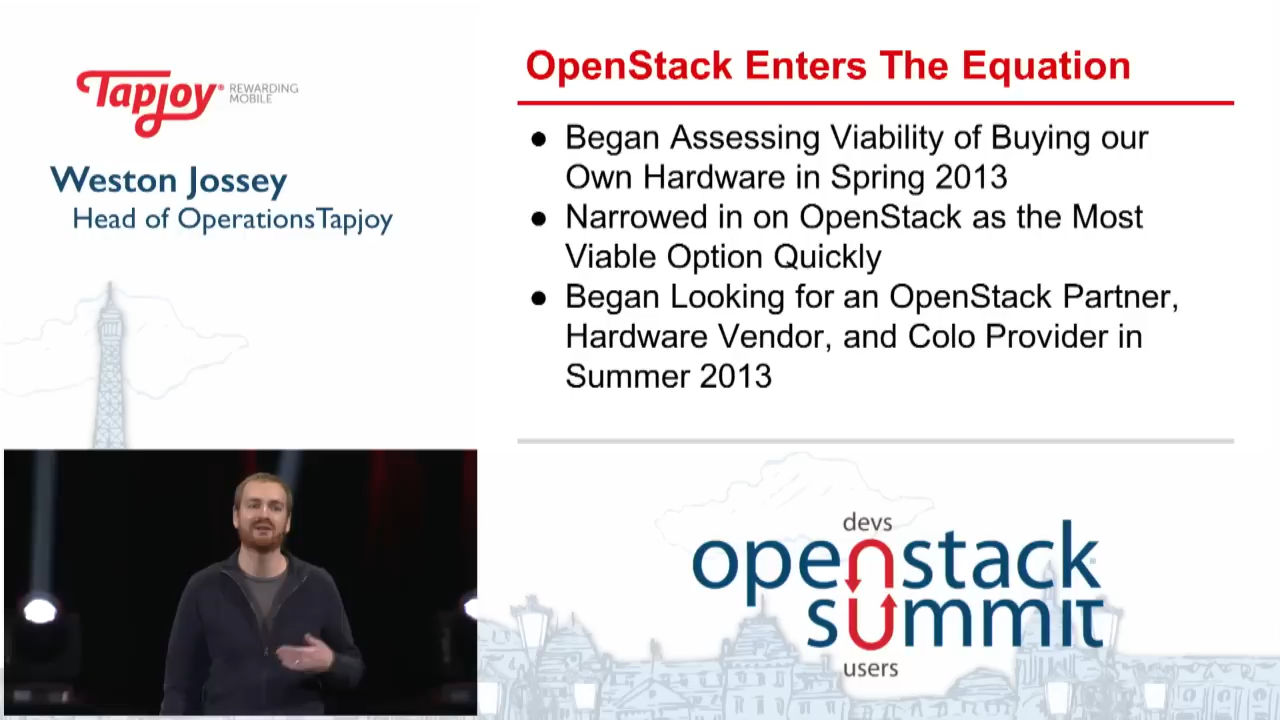 Tapjoy® REWARDING
MOBILE
Weston Jossey
Head of OperationsTapjoy
OpenStack Enters The Equation
● Began Assessing Viability of Buying our
Own Hardware in Spring 2013
● Narrowed in on OpenStack as the Most
Viable Option Quickly
● Began Looking for an OpenStack Partner,
Hardware Vendor, and Colo Provider in
Summer 2013
devs
openstack
summit
users